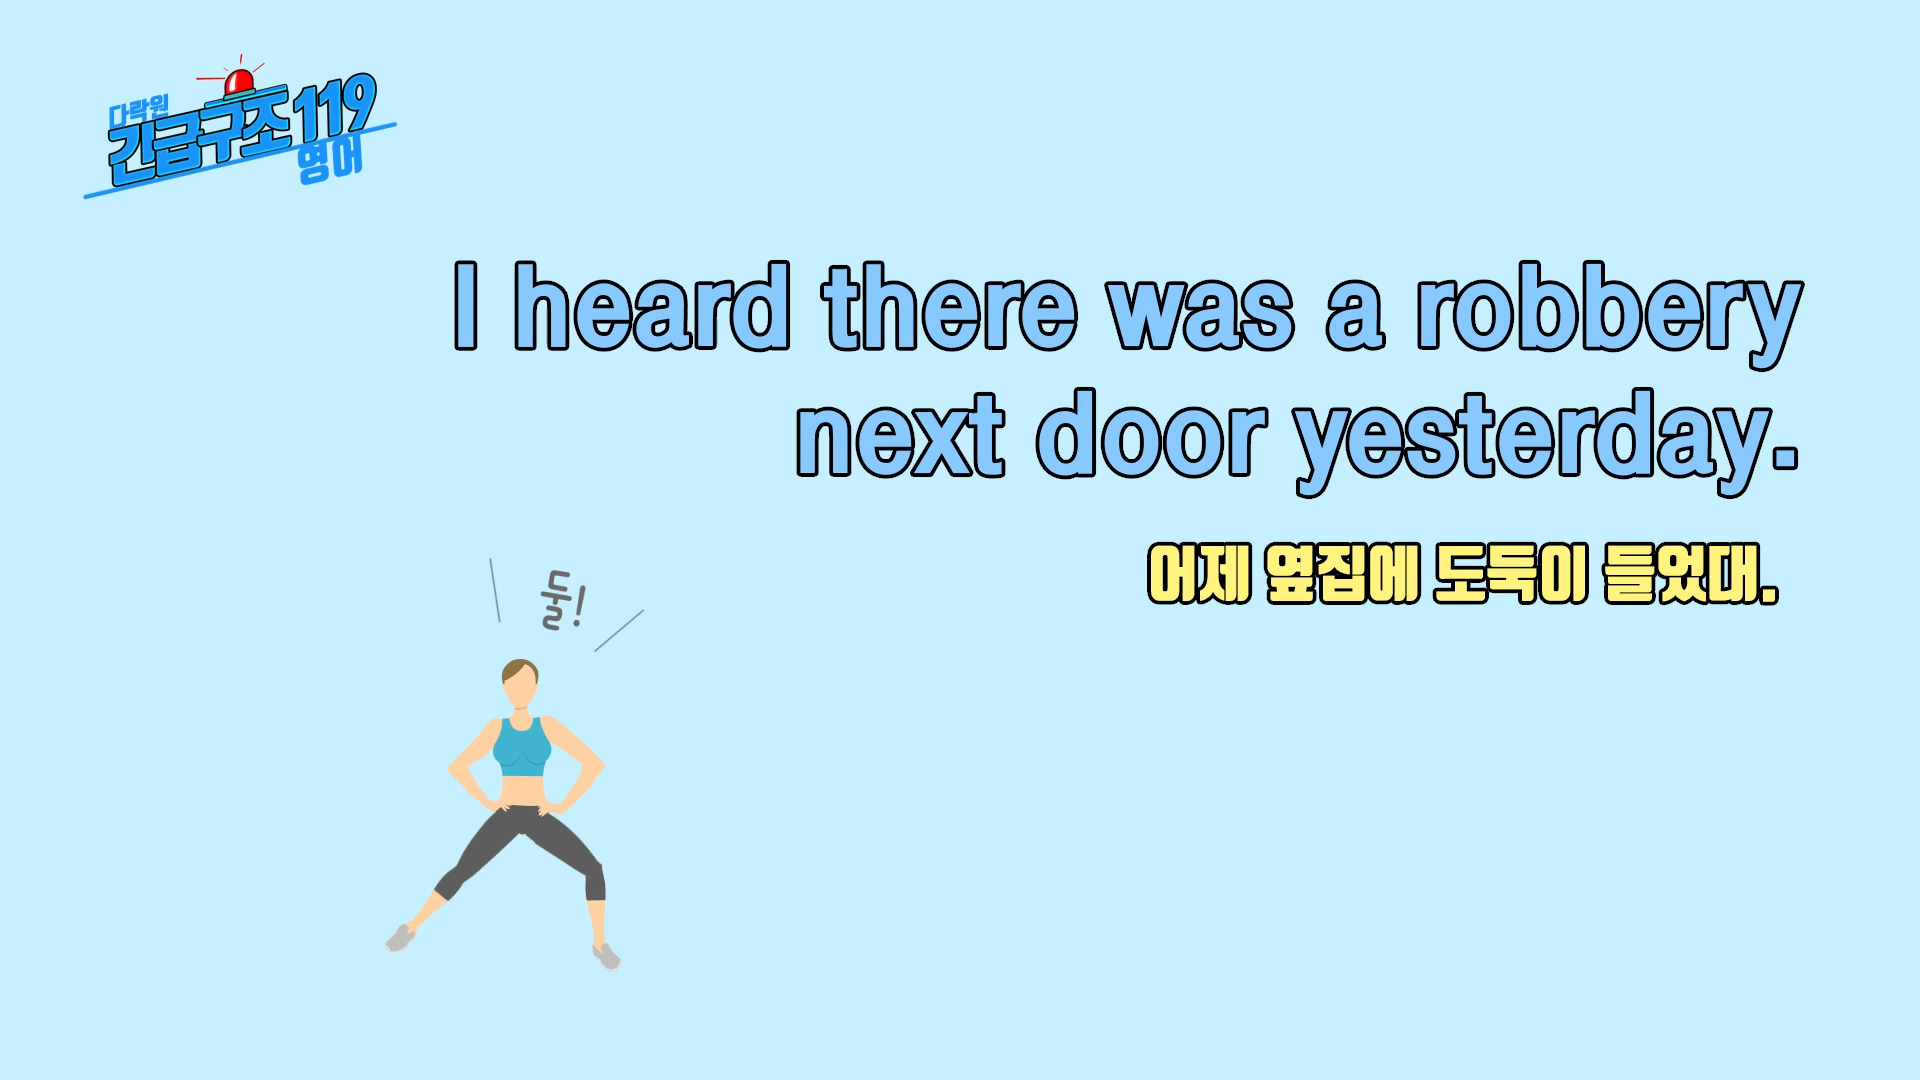 다락원
긴급구조119
영어
I heard there was a robbery
next door yesterday.
어제 옆집에 도둑이 들었대.
둘!